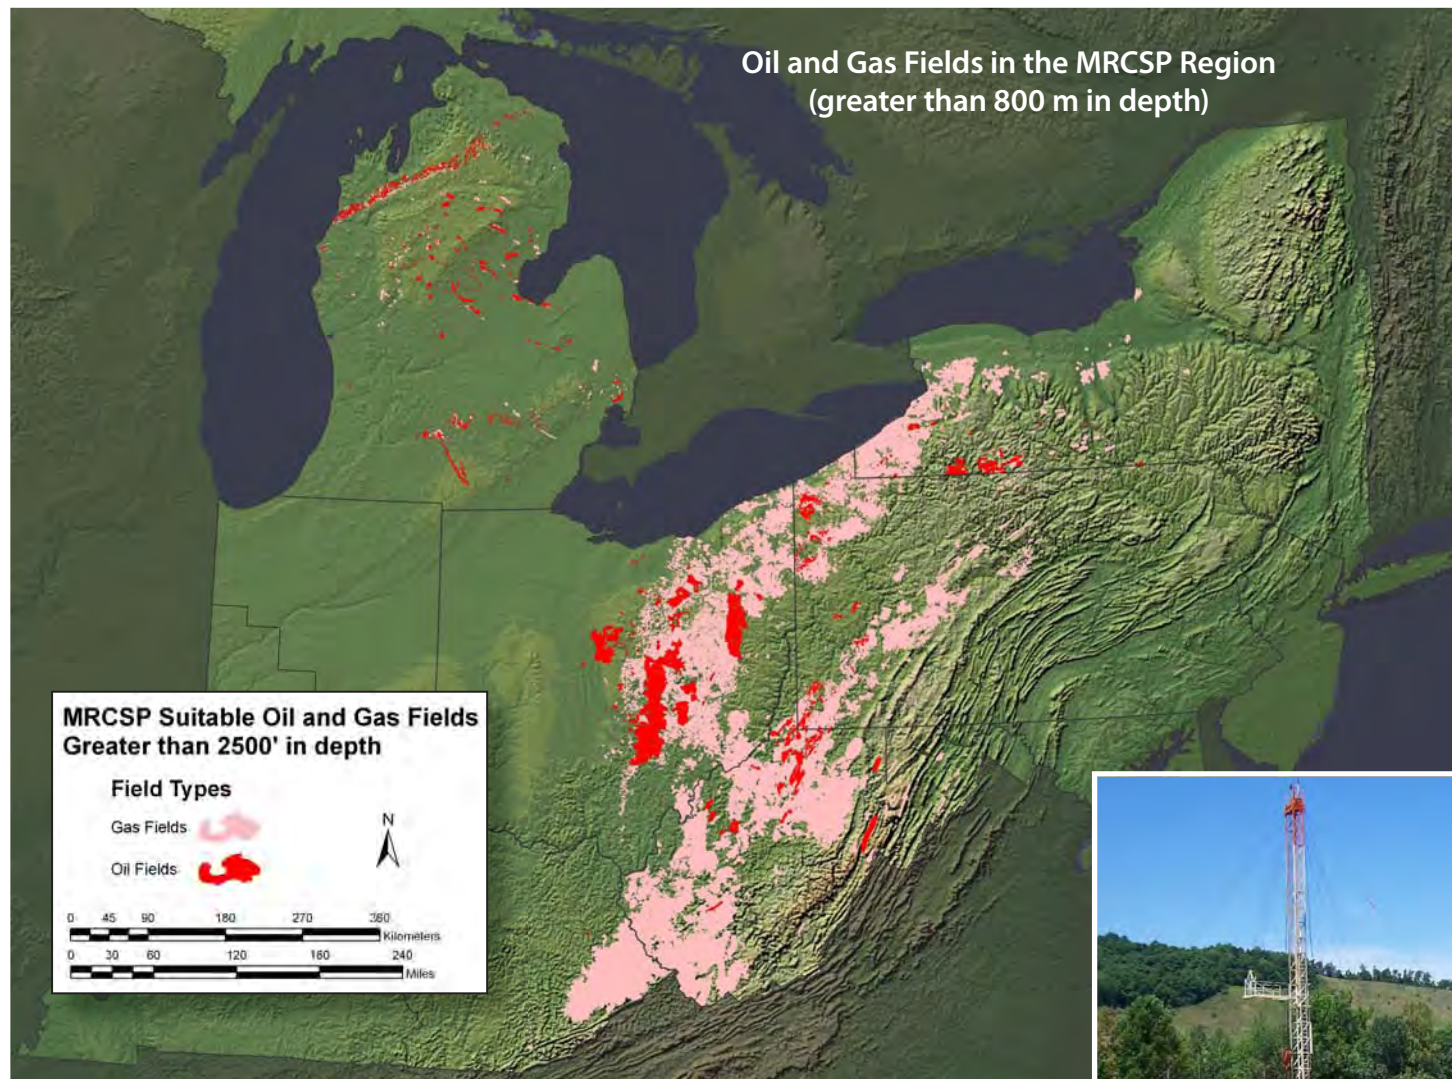 Oil and Gas Fields in the MRCSP Region
(greater than 800 m in depth)
MRCSP Suitable Oil and Gas Fields
Greater than 2500' in depth
Field Types
Gas Fields
Oil Fields
N
0 45 90 180 270 360
Kilometers
0 30 60 120 160 240
Miles